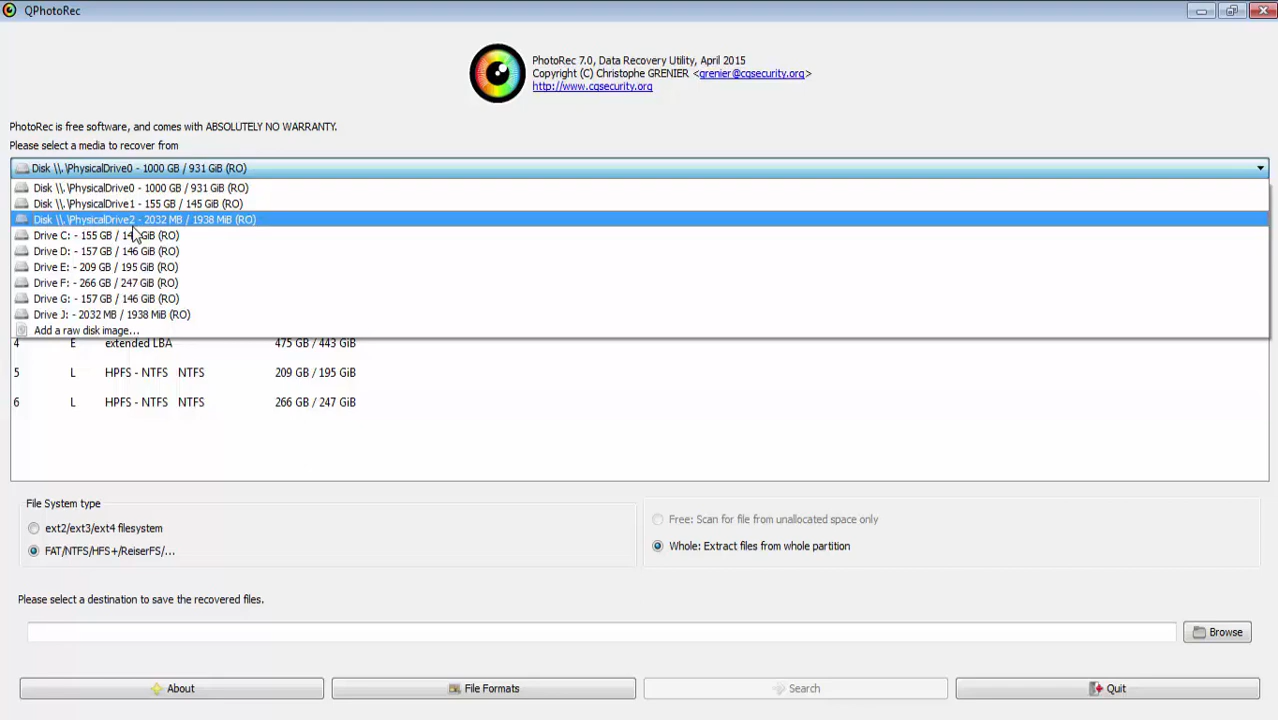 QPhotoRec
PhotoRec 7.0, Data Recovery Utility, April 2015
Copyright (C) Christophe GRENIER <grenier@cgsecurity.org>
http://www.cgsecurity.org
PhotoRec is free software, and comes with ABSOLUTELY NO WARRANTY.
Please select a media to recover from
Disk \\.\PhysicalDrive0 - 1000 GB / 931 GiB (RO)
Disk \\.\PhysicalDrive0 - 1000 GB / 931 GiB (RO)
Disk \\.\PhysicalDrive1 - 155 GB / 145 GiB (RO)
Disk \\.\PhysicalDrive2 - 2032 MB / 1938 MiB (RO)
Drive C: - 155 GB / GiB (RO)
Drive D: - 157 GB / 146 GiB (RO)
Drive E: - 209 GB / 195 GiB (RO)
Drive F: - 266 GB / 247 GiB (RO)
Drive G: - 157 GB / 146 GiB (RO)
Drive J: - 2032 MB / 1938 MiB (RO)
Add a raw disk image...
4 E extended LBA 475 GB / 443 GiB
5 L HPFS - NTFS NTFS 209 GB / 195 GiB
6 L HPFS - NTFS NTFS 266 GB / 247 GiB
File System type
ext2/ext3/ext4 filesystem
FAT/NTFS/HFS+/ReiserFS/...
Free: Scan for file from unallocated space only
Whole: Extract files from whole partition
Please select a destination to save the recovered files.
Browse
About
File Formats
Search
Quit